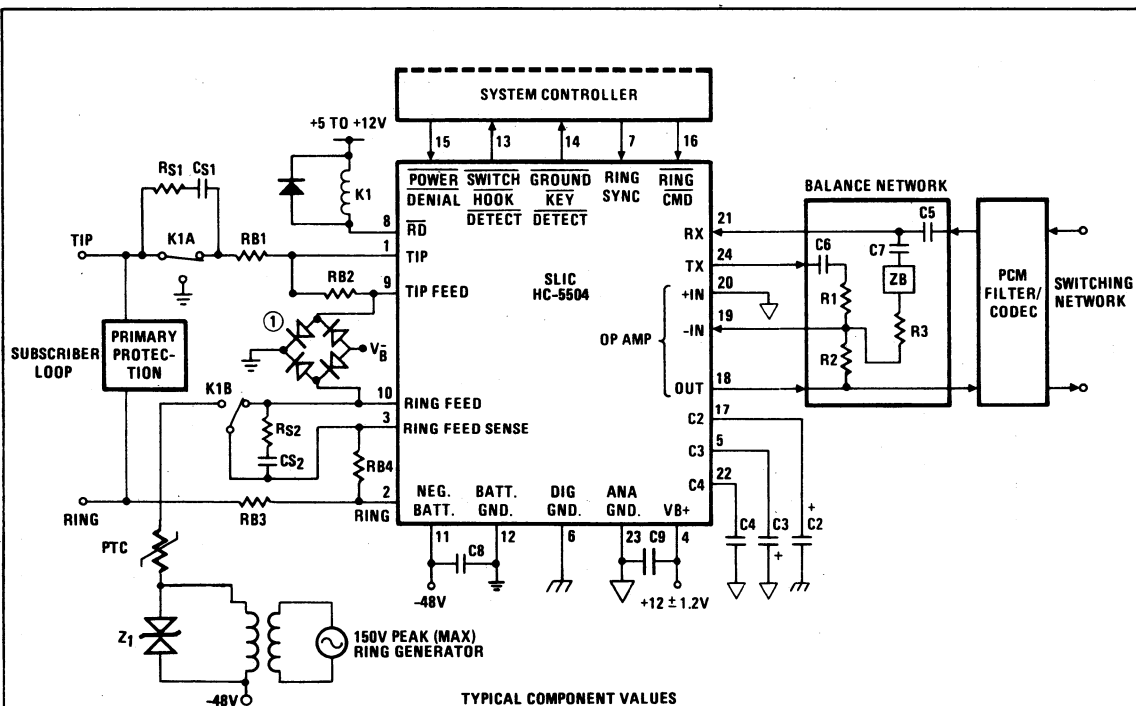 SYSTEM CONTROLLER
+5 TO +12V
15
13
14
7
16
RS1
CS1
K1
POWER DENIAL
SWITCH HOOK DETECT
GROUND KEY DETECT
RING SYNC
RING CMD
BALANCE NETWORK
8
RD
21
RX
C5
TIP
K1A
RB1
1
TIP
24
TX
C6
C7
ZB
RB2
9
TIP FEED
SLIC
HC-5504
20
+IN
R1
PCM
FILTER/
CODEC
SWITCHING
NETWORK
1
VB-
OP AMP
19
-IN
R3
R2
SUBSCRIBER
LOOP
PRIMARY
PROTEC-
TION
18
OUT
K1B
10
RING FEED
17
C2
3
RING FEED SENSE
RS2
CS2
RB4
5
C3
22
C4
2
RING
RING
RB3
NEG.
BATT.
BATT.
GND.
DIG
GND.
ANA
GND.
VB+
C4
C3
+
+
C2
PTC
11
C8
12
6
23
C9
4
-48V
+12 ± 1.2V
Z1
150V PEAK (MAX)
RING GENERATOR
-48V
TYPICAL COMPONENT VALUES